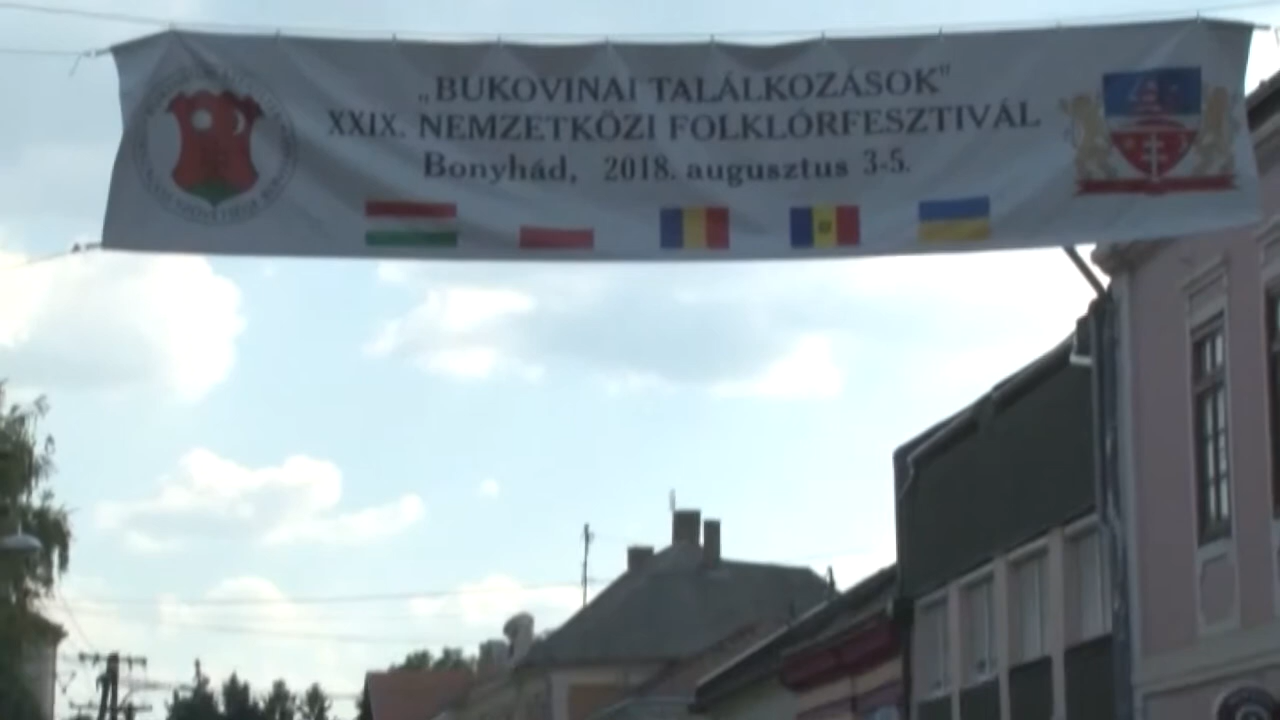 „BUKOVINAI TALÁLKOZÁSOK"
XXIX. NEMZETKÖZI FOLKLÓRFESZTIVÁL
Bonyhád, 2018. augusztus 3-5.